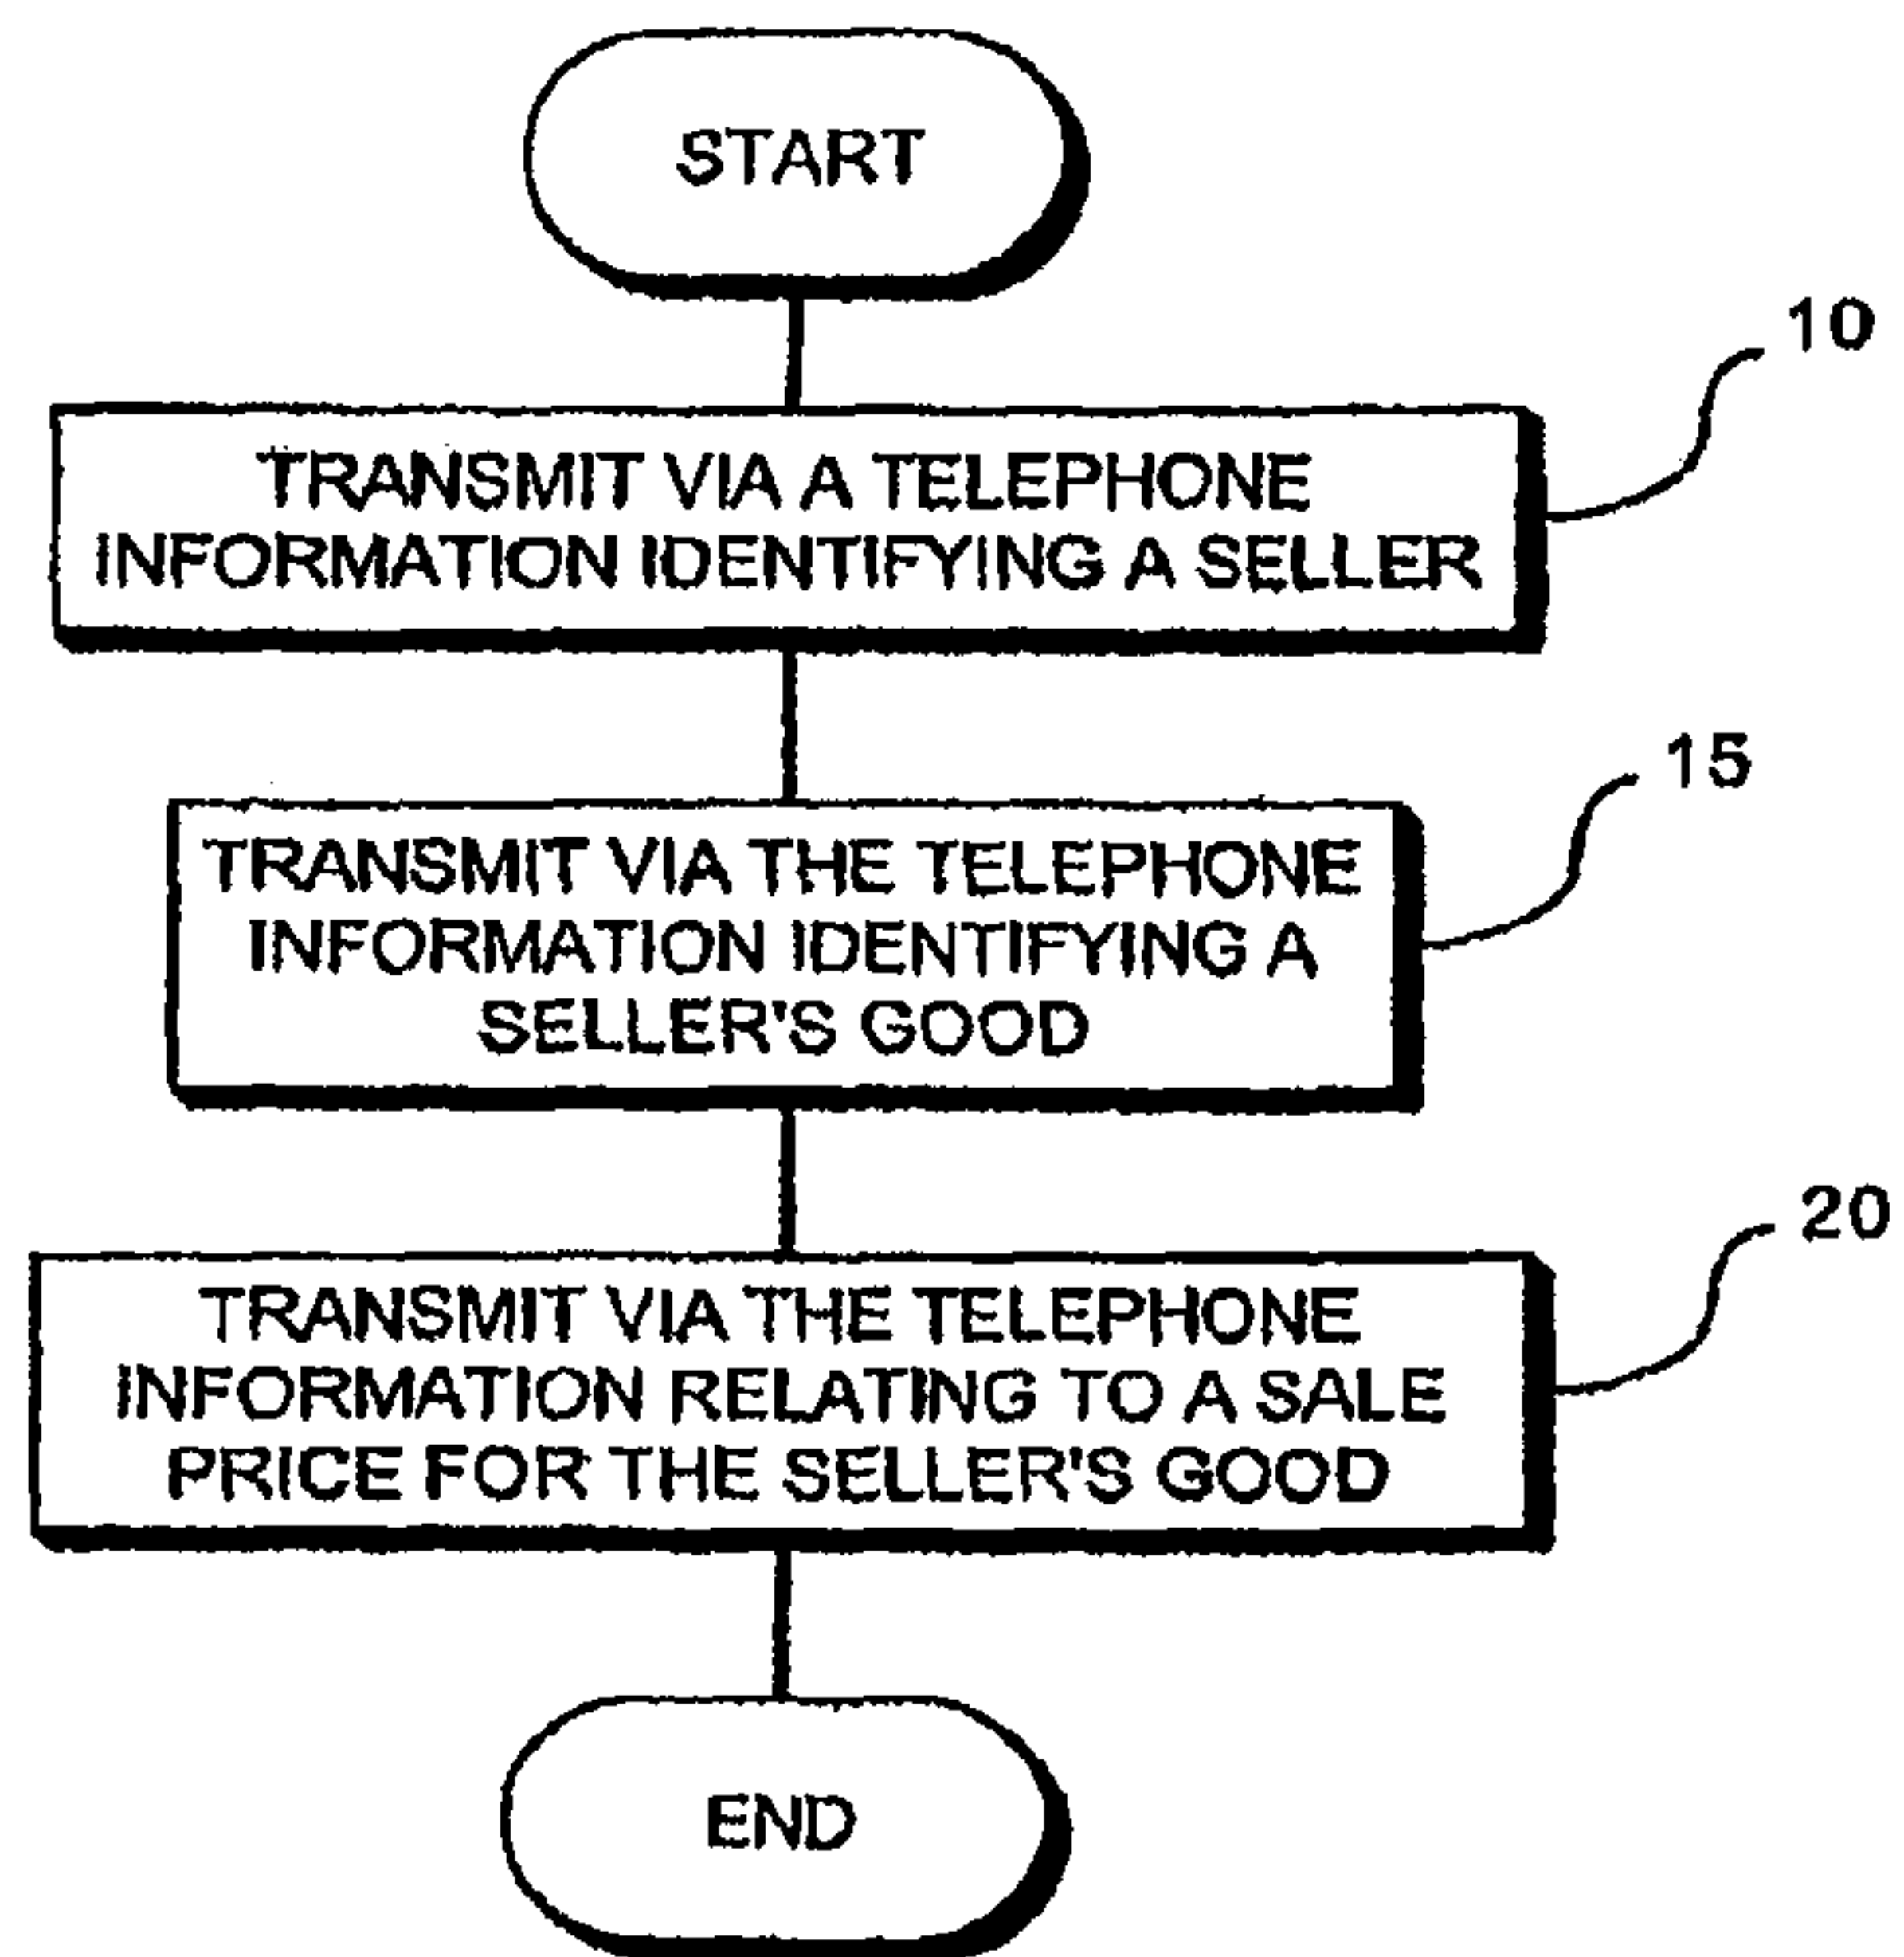 START
10
TRANSMIT VIA A TELEPHONE
INFORMATION IDENTIFYING A SELLER
15
TRANSMIT VIA THE TELEPHONE
INFORMATION IDENTIFYING A
SELLER'S GOOD
20
TRANSMIT VIA THE TELEPHONE
INFORMATION RELATING TO A SALE
PRICE FOR THE SELLER'S GOOD
END